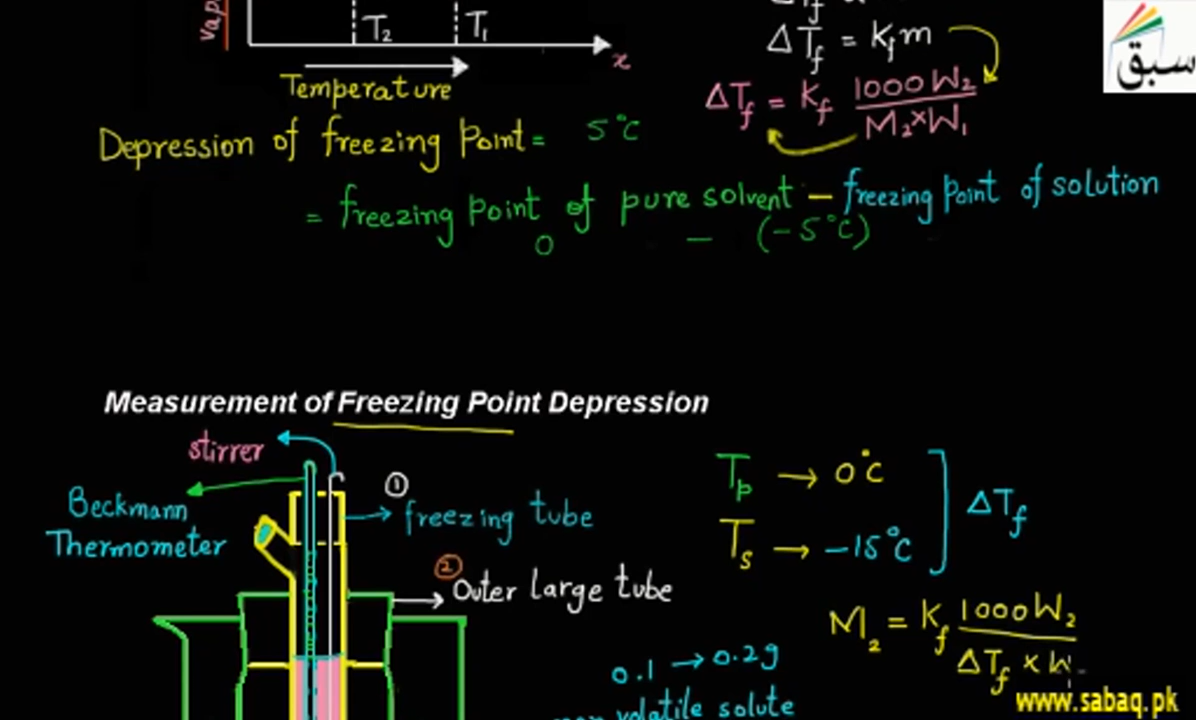 vap
T₂ T₁
x
Temperature
ΔT_f = K_f m
ΔT_f = K_f 1000 W₂ / M₂ × W₁
سبق
Depression of freezing point = 5°C
= freezing point of pure solvent – freezing point of solution
0 – (-5°C)
Measurement of Freezing Point Depression
stirrer
Beckmann
Thermometer
① freezing tube
② Outer large tube
T_p → 0°C
T_s → -15°C
ΔT_f
M₂ = K_f 1000 W₂ / ΔT_f × W
0.1 → 0.2g
volatile solute
www.sabaq.pk